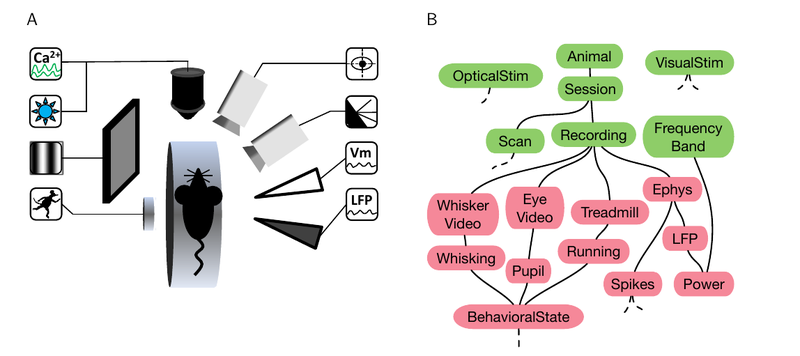 A
B
Ca2+
Vm
LFP
OpticalStim
Animal
VisualStim
Session
Scan
Recording
Frequency
Band
Whisker
Video
Eye
Video
Treadmill
Ephys
LFP
Whisking
Pupil
Running
Spikes
Power
BehavioralState